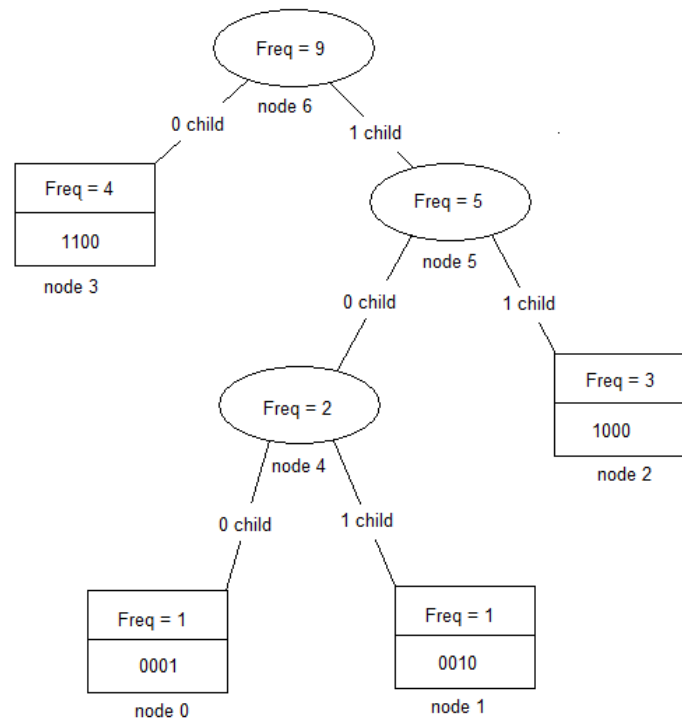 Freq = 9
node 6
0 child
1 child
Freq = 4
1100
node 3
Freq = 5
node 5
0 child
1 child
Freq = 2
node 4
Freq = 3
1000
node 2
0 child
1 child
Freq = 1
0001
node 0
Freq = 1
0010
node 1